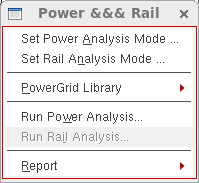 Power &&& Rail
Set Power Analysis Mode ...
Set Rail Analysis Mode ...
PowerGrid Library
Run Power Analysis...
Run Rail Analysis...
Report